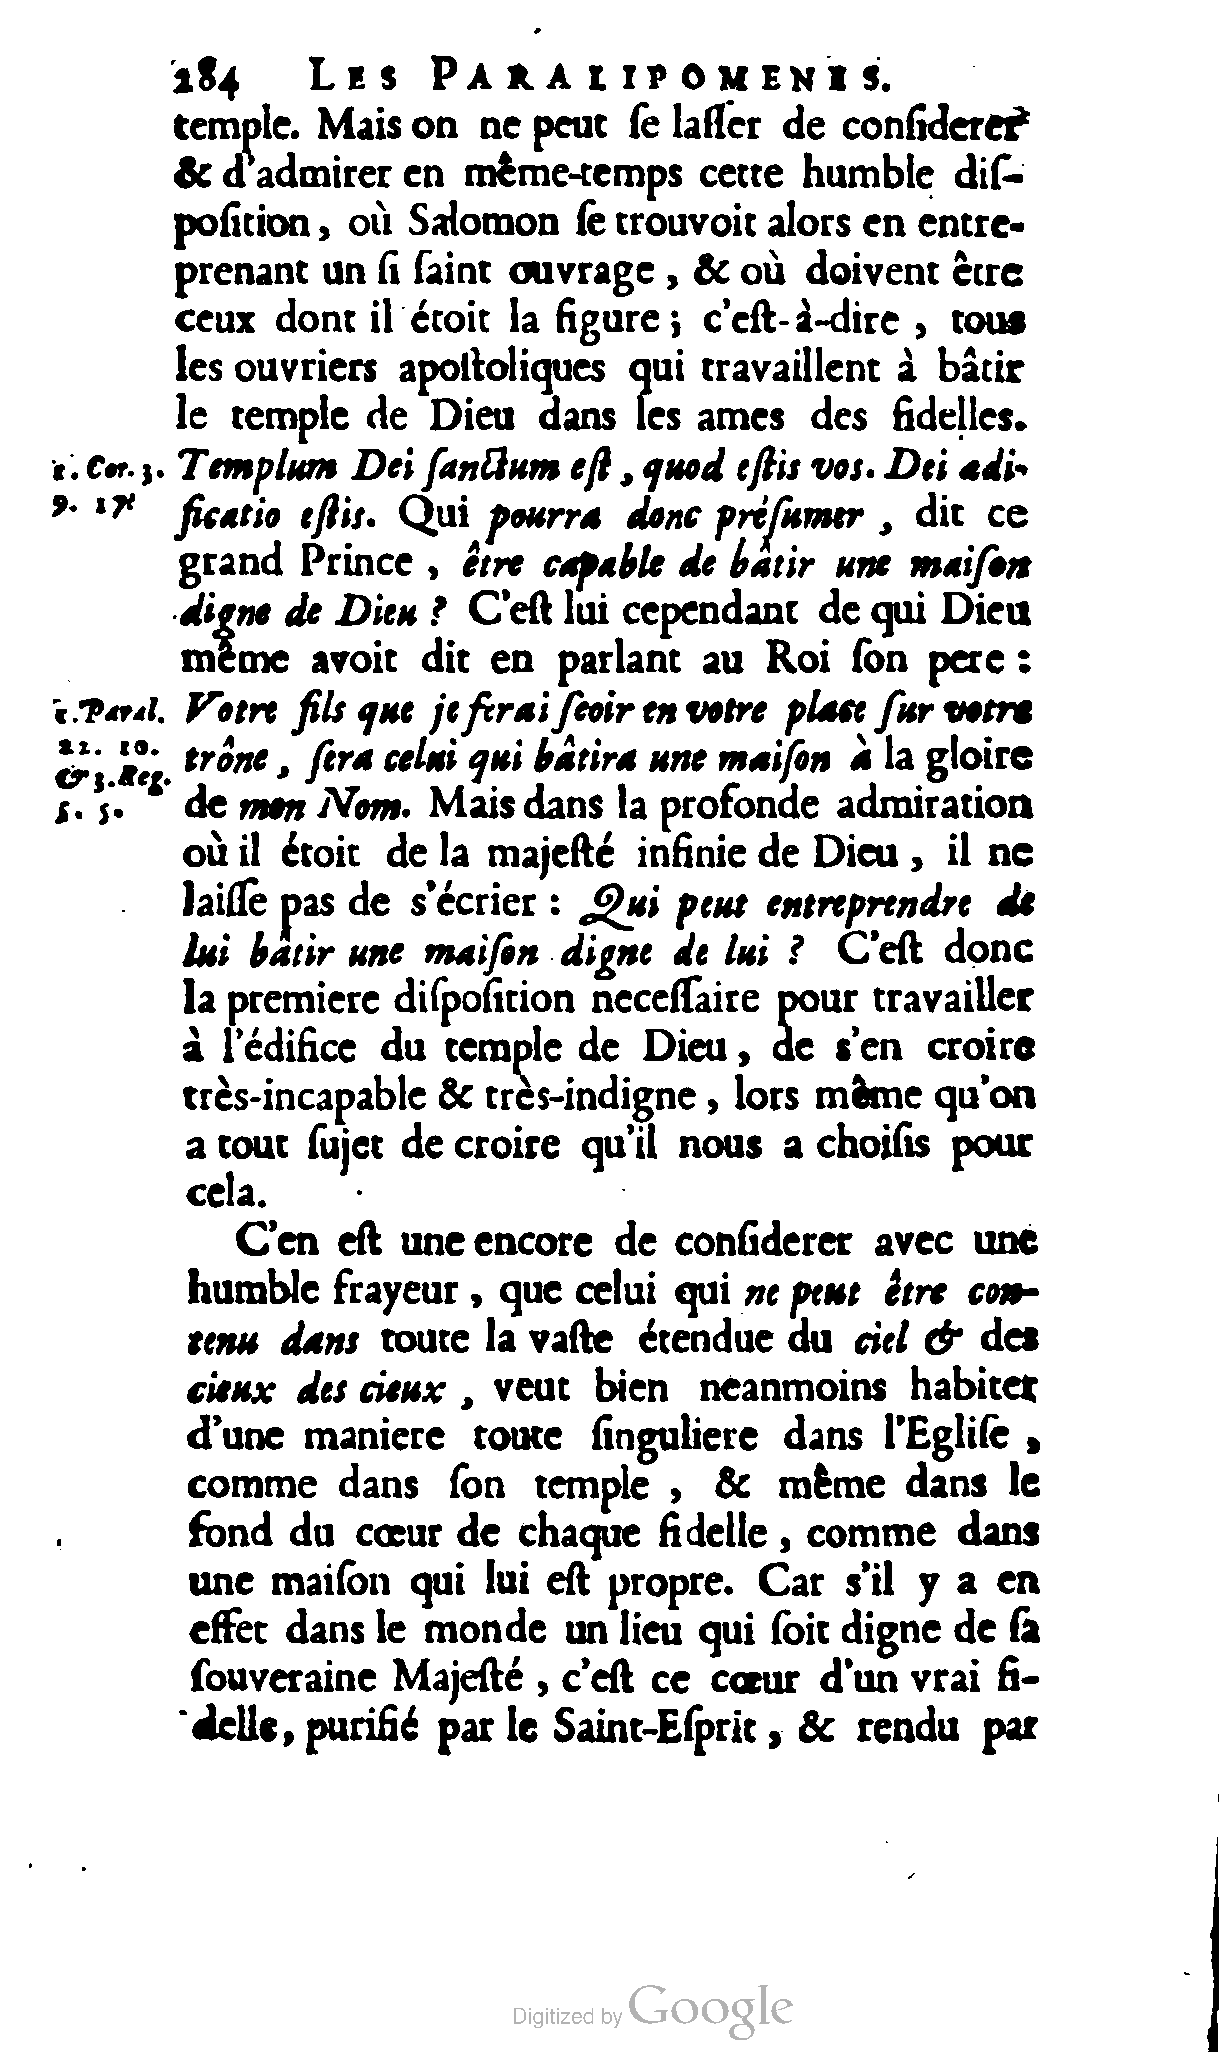 284 LES PARALIPOMENES.
temple. Mais on ne peut ſe laſſer de conſiderer
& d'admirer en même-temps cette humble diſ-
poſition, où Salomon ſe trouvoit alors en entre-
prenant un ſi ſaint ouvrage, & où doivent être
ceux dont il étoit la figure; c'eſt-à-dire, tous
les ouvriers apoſtoliques qui travaillent à bâtir
le temple de Dieu dans les ames des fidelles.
1. Cor. 3. Templum Dei ſanctum eſt, quod eſtis vos. Dei ædi-
9. 17. ficatio eſtis. Qui pourra donc préſumer, dit ce
grand Prince, être capable de bâtir une maiſon
digne de Dieu? C'eſt lui cependant de qui Dieu
même avoit dit en parlant au Roi ſon pere:
1. Paral. Votre fils que je ferai ſeoir en votre place ſur votre
22. 10. trône, ſera celui qui bâtira une maiſon à la gloire
& 3. Reg.
5. 5. de mon Nom. Mais dans la profonde admiration
où il étoit de la majeſté infinie de Dieu, il ne
laiſſe pas de s'écrier: Qui peut entreprendre de
lui bâtir une maiſon digne de lui? C'eſt donc
la premiere diſpoſition neceſſaire pour travailler
à l'édifice du temple de Dieu, de s'en croire
très-incapable & très-indigne, lors même qu'on
a tout ſujet de croire qu'il nous a choiſis pour
cela.
C'en eſt une encore de conſiderer avec une
humble frayeur, que celui qui ne peut être con-
tenu dans toute la vaſte étendue du ciel & des
cieux des cieux, veut bien neanmoins habiter
d'une maniere toute ſinguliere dans l'Egliſe,
comme dans ſon temple, & même dans le
fond du cœur de chaque fidelle, comme dans
une maiſon qui lui eſt propre. Car s'il y a en
effet dans le monde un lieu qui ſoit digne de ſa
ſouveraine Majeſté, c'eſt ce cœur d'un vrai fi-
delle, purifié par le Saint-Eſprit, & rendu par
Digitized by Google